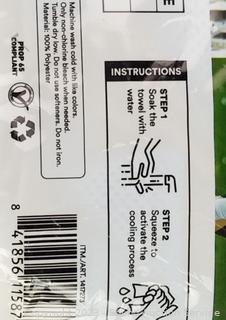 INSTRUCTIONS
STEP 1
Soak the
towel with
water
STEP 2
Squeeze to
activate the
cooling process
Machine wash cold with like colors.
Only non-chlorine bleach when needed.
Tumble dry low. Do not use softeners. Do not iron.
Material: 100% Polyester
PROP 65
COMPLIANT
ITM./ART. 1417725
8 41856 11758